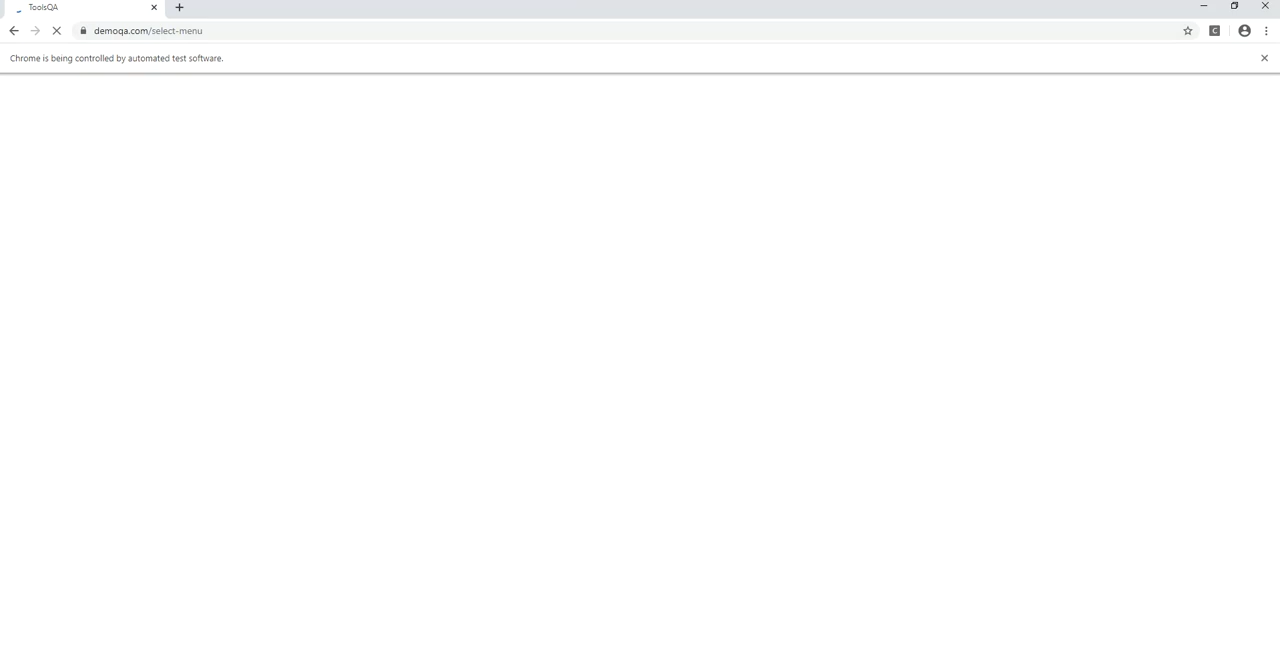 ToolsQA
demoqa.com/select-menu
C
Chrome is being controlled by automated test software.